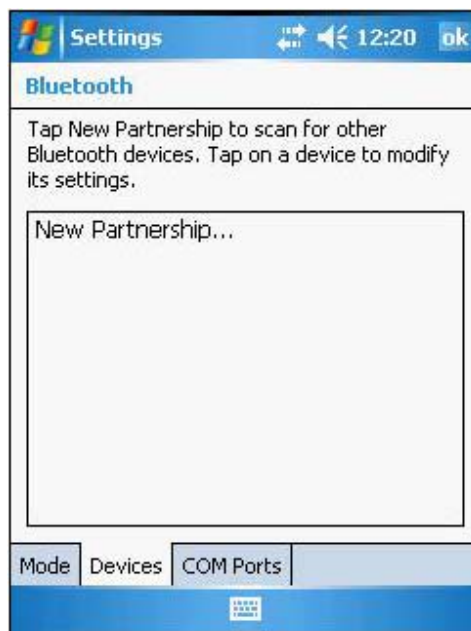 Settings 12:20 ok
Bluetooth
Tap New Partnership to scan for other
Bluetooth devices. Tap on a device to modify
its settings.
New Partnership...
Mode Devices COM Ports